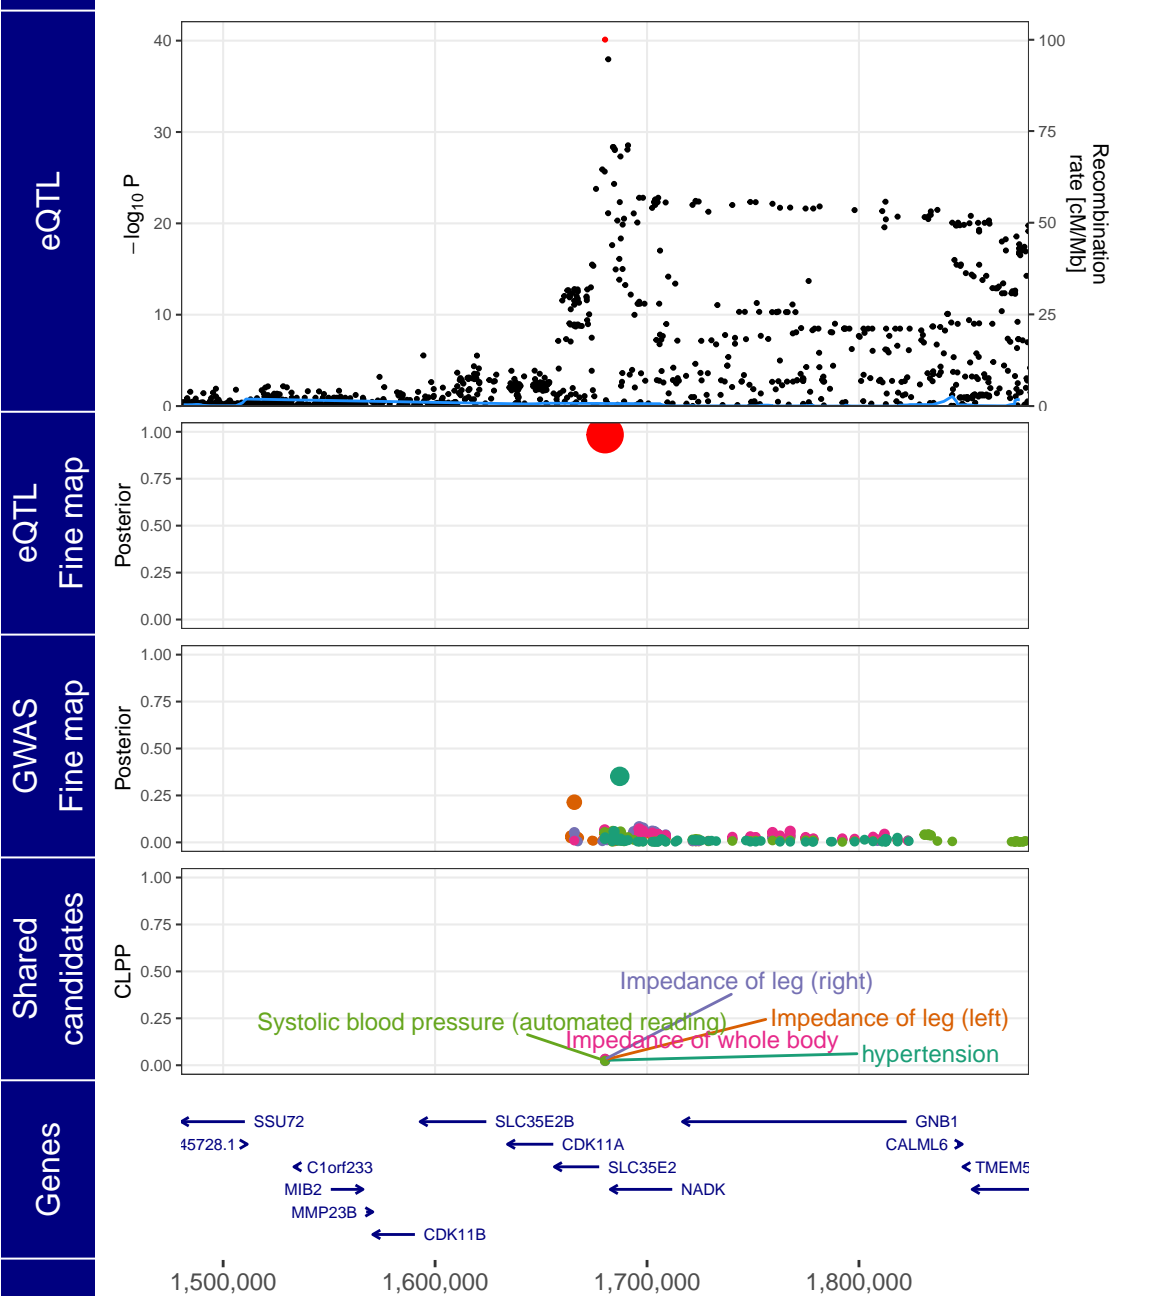 eQTL
−log10 P
40
30
20
10
0
100
75
50
25
0
Recombination
rate [cM/Mb]
eQTL
Fine map
Posterior
1.00
0.75
0.50
0.25
0.00
GWAS
Fine map
Posterior
1.00
0.75
0.50
0.25
0.00
Shared
candidates
CLPP
1.00
0.75
0.50
0.25
0.00
Impedance of leg (right)
Systolic blood pressure (automated reading)
Impedance of leg (left)
Impedance of whole body
hypertension
Genes
SSU72
SLC35E2B
GNB1
45728.1
CDK11A
CALML6
C1orf233
SLC35E2
TMEM5
MIB2
NADK
MMP23B
CDK11B
1,500,000
1,600,000
1,700,000
1,800,000